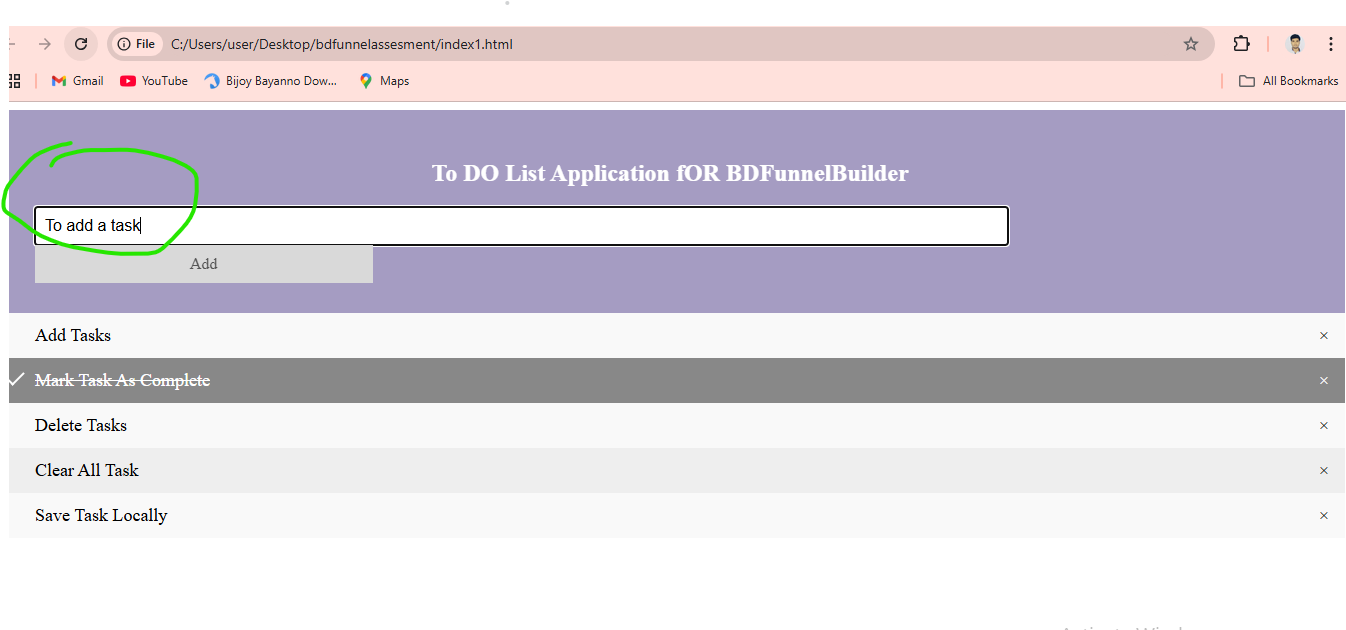 File C:/Users/user/Desktop/bdfunnelassesment/index1.html
Gmail YouTube Bijoy Bayanno Dow... Maps All Bookmarks
To DO List Application fOR BDFunnelBuilder
To add a task
Add
Add Tasks ×
Mark Task As Complete ×
Delete Tasks ×
Clear All Task ×
Save Task Locally ×